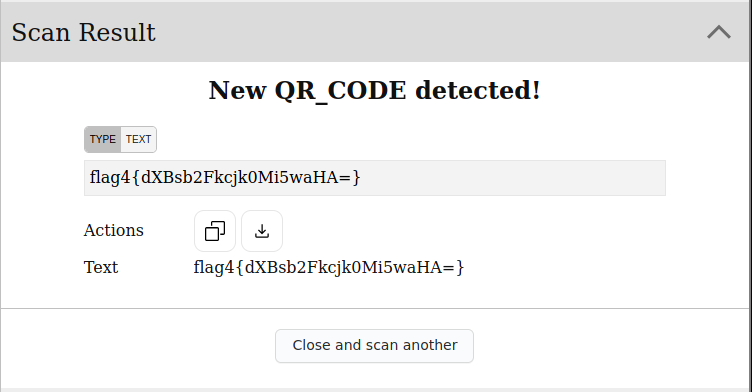 Scan Result
New QR_CODE detected!
TYPE TEXT
flag4{dXBsb2Fkcjk0Mi5waHA=}
Actions
Text flag4{dXBsb2Fkcjk0Mi5waHA=}
Close and scan another